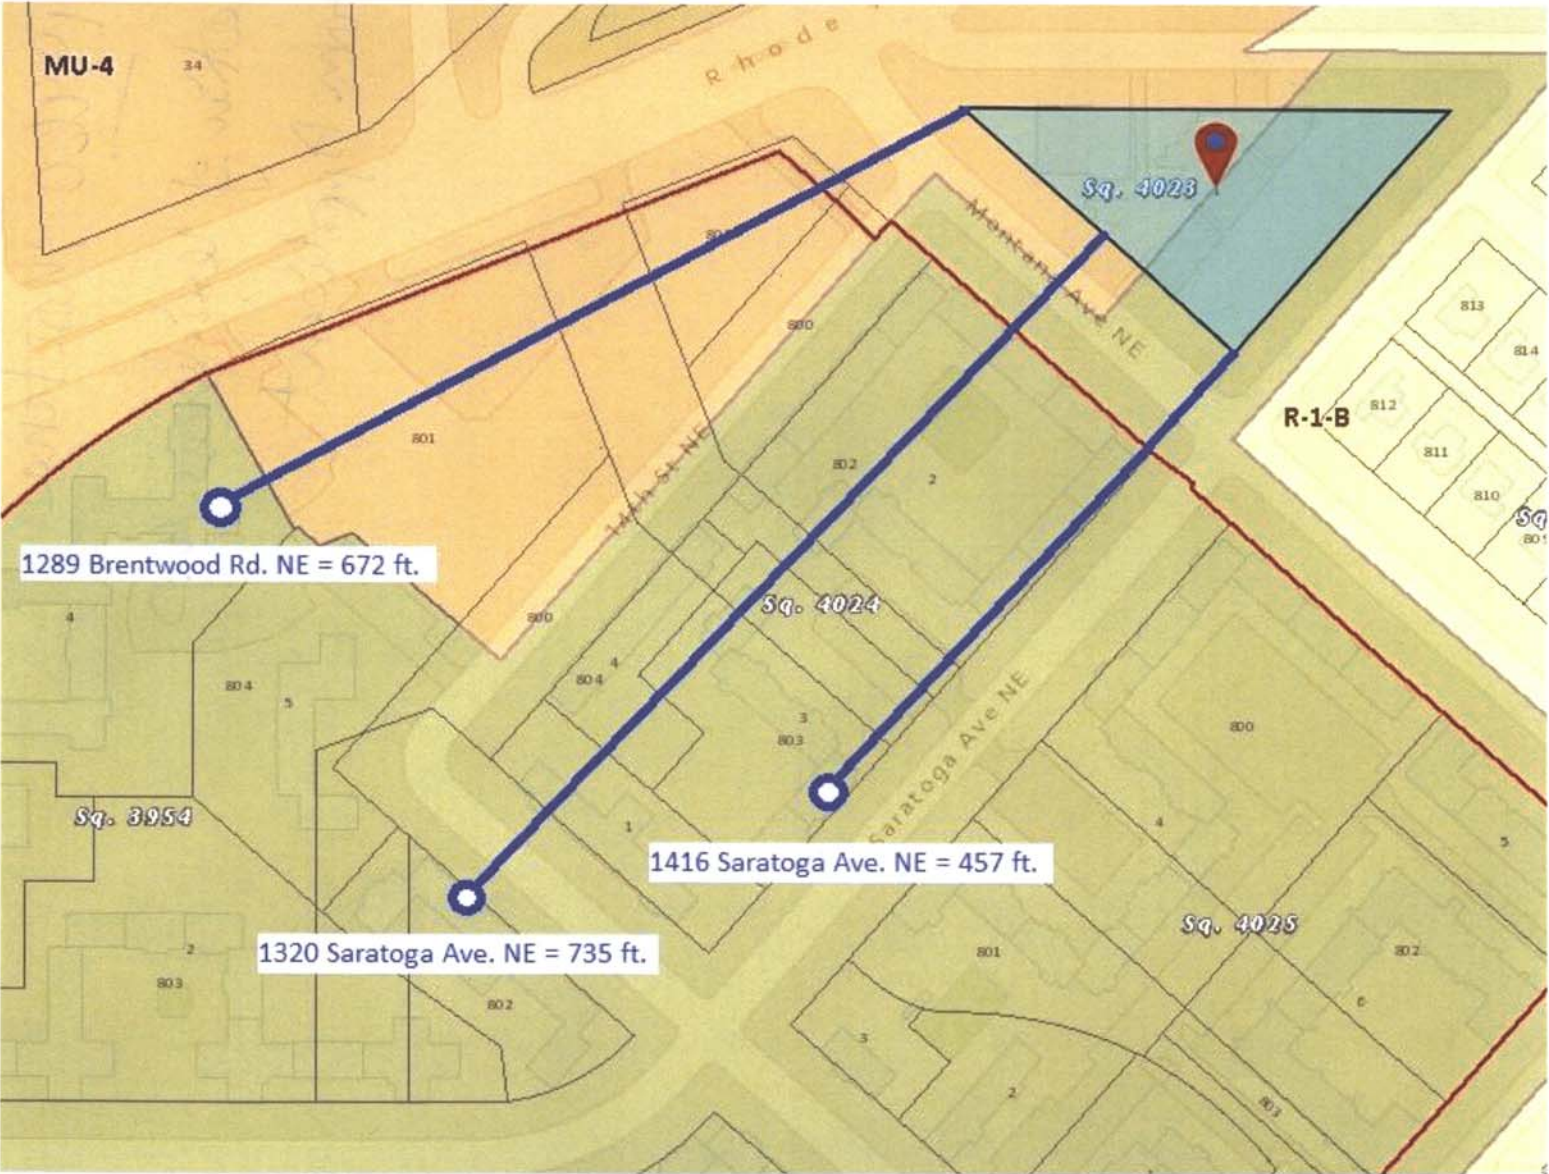 MU-4
34
Rhode
Sq. 4023
Montana Ave NE
813
814
812
R-1-B
811
810
Sq
801
800
14th St NE
802
2
1289 Brentwood Rd. NE = 672 ft.
4
800
Sq. 4024
804
5
804
4
3
803
Saratoga Ave NE
800
Sq. 3954
1
1416 Saratoga Ave. NE = 457 ft.
4
5
1320 Saratoga Ave. NE = 735 ft.
2
803
802
801
Sq. 4025
802
6
3
2
803